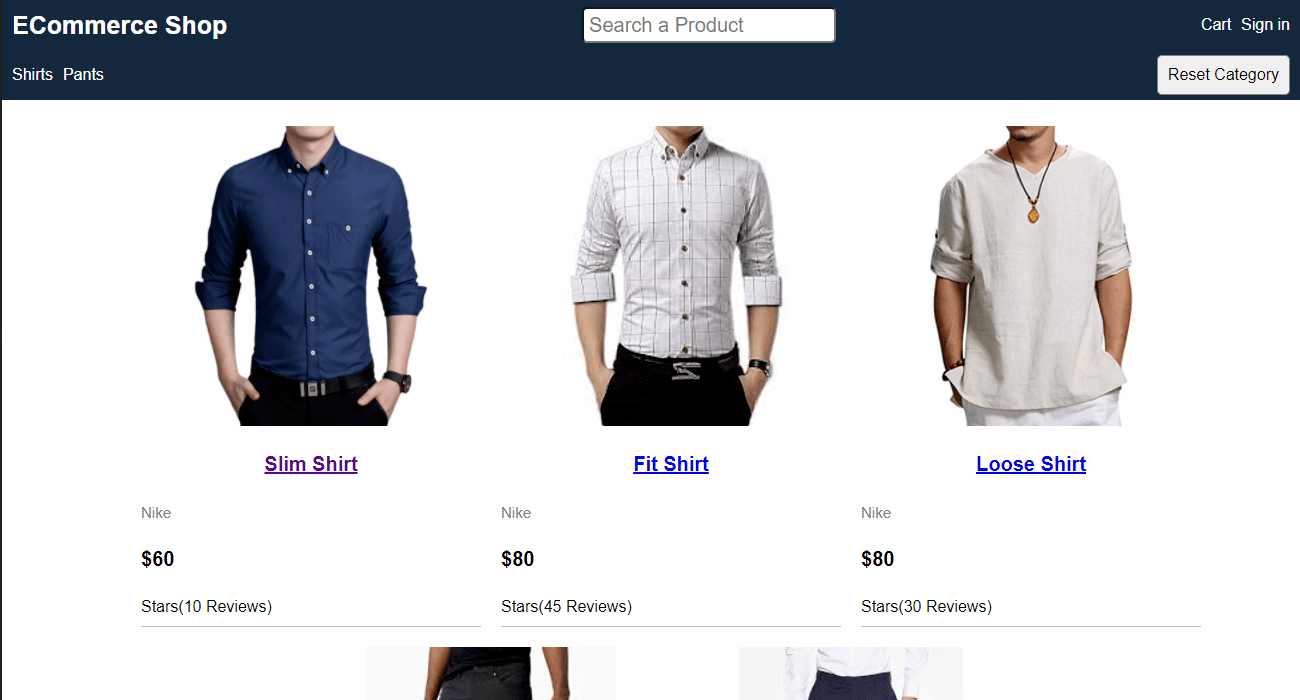 ECommerce Shop
Search a Product
Cart Sign in
Shirts Pants
Reset Category
Slim Shirt
Fit Shirt
Loose Shirt
Nike
Nike
Nike
$60
$80
$80
Stars(10 Reviews)
Stars(45 Reviews)
Stars(30 Reviews)